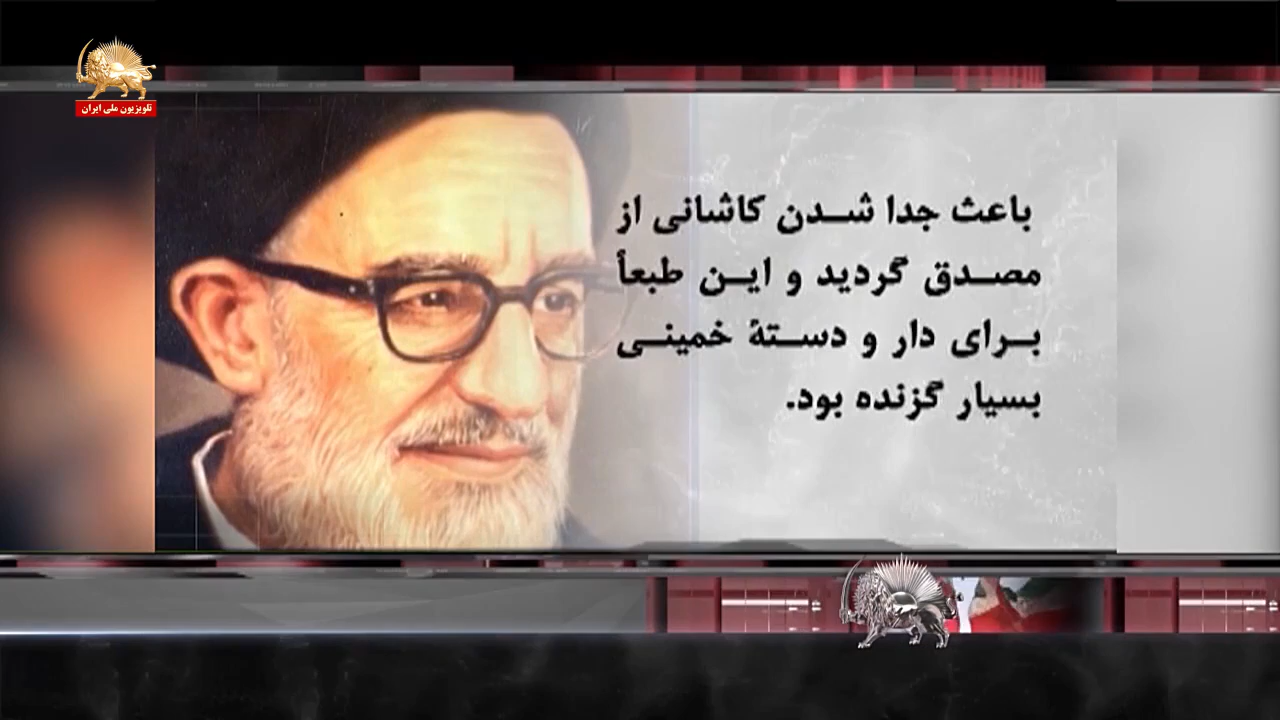 تلویزیون ملی ایران
باعث جدا شدن کاشانی از
مصدق گردید و این طبعاً
برای دار و دستهٔ خمینی
بسیار گزنده بود.